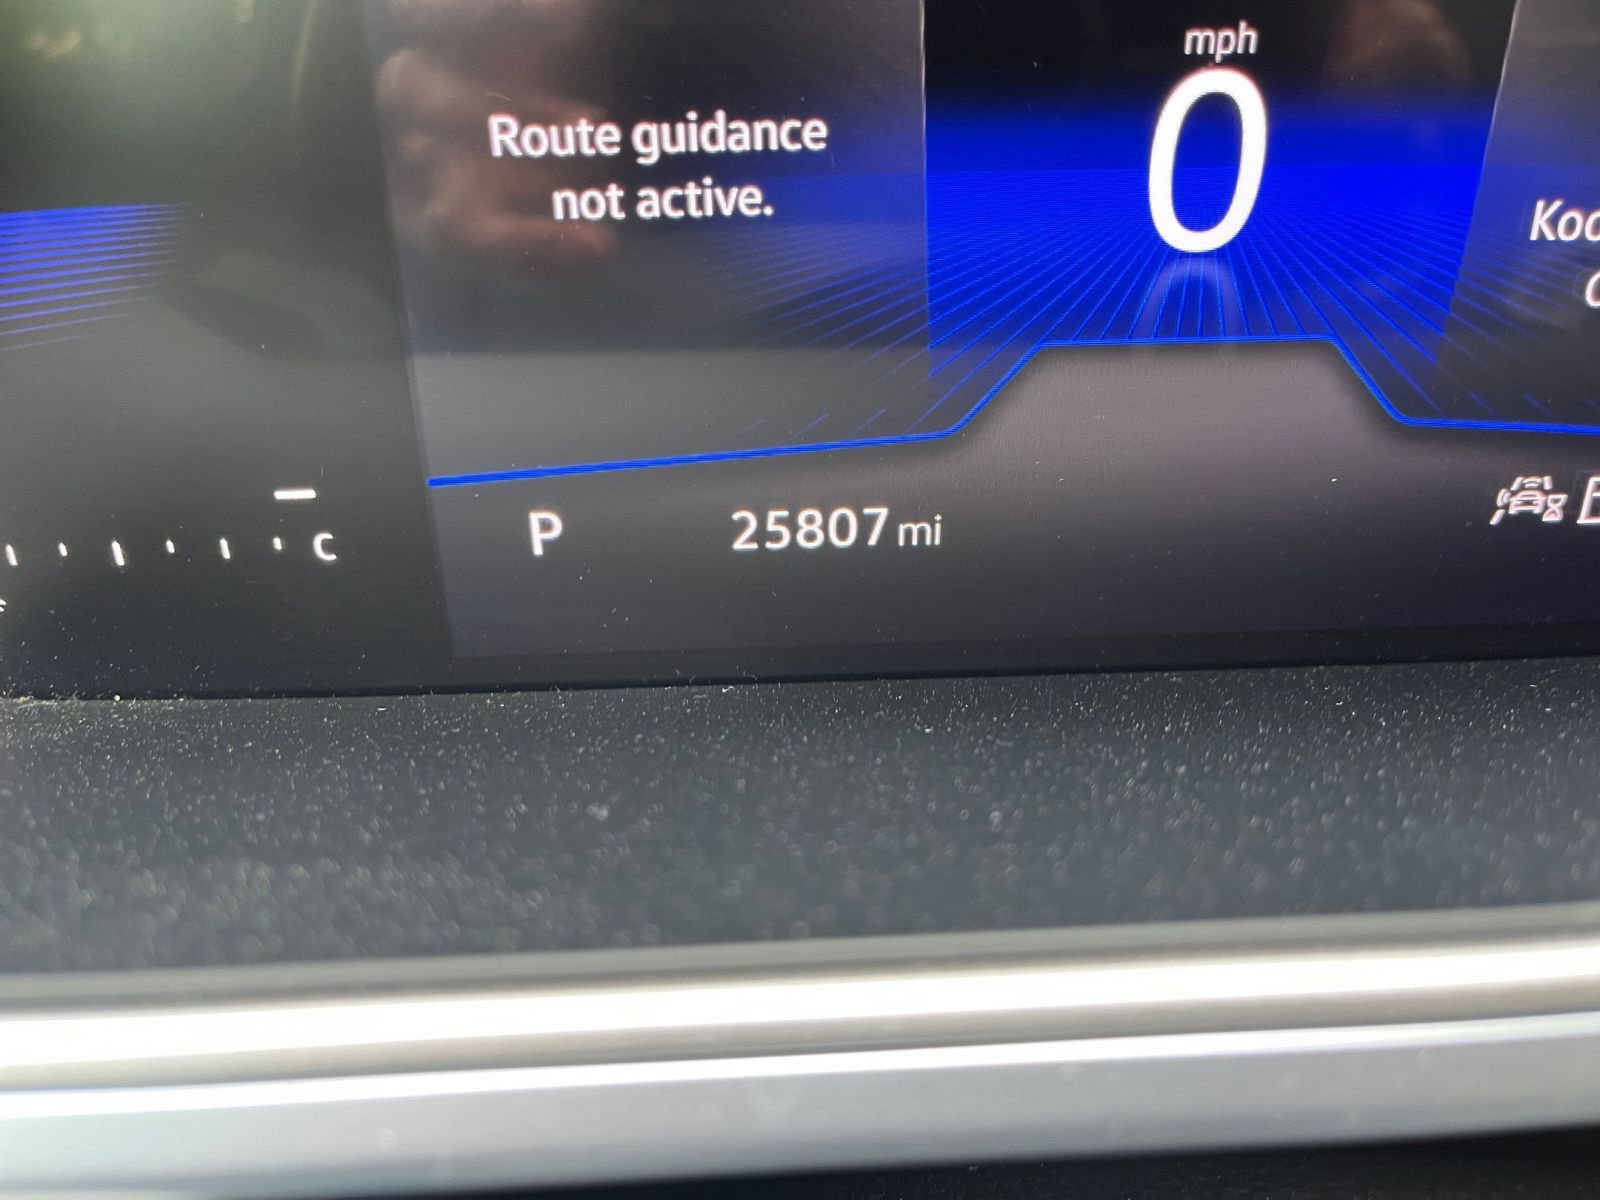 mph
0
Route guidance
not active.
P
25807 mi
C